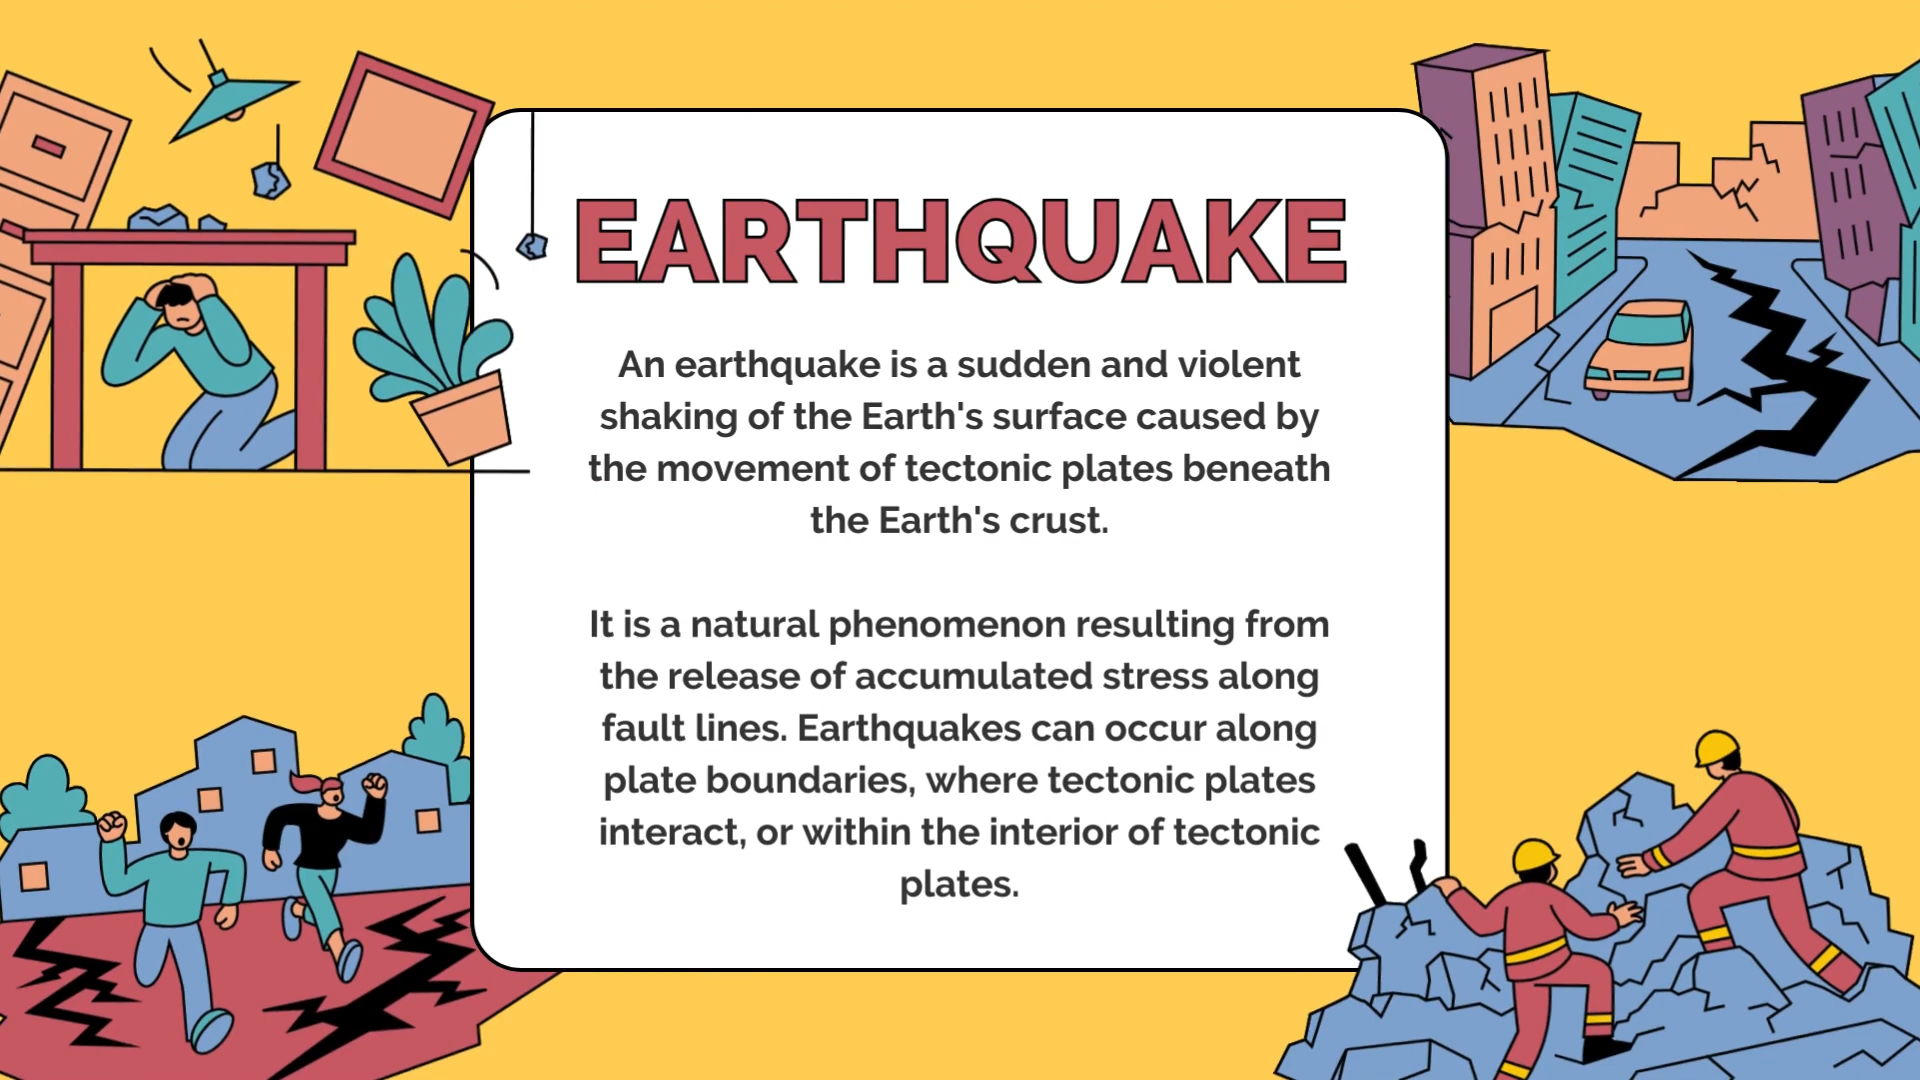 EARTHQUAKE
An earthquake is a sudden and violent
shaking of the Earth's surface caused by
the movement of tectonic plates beneath
the Earth's crust.
It is a natural phenomenon resulting from
the release of accumulated stress along
fault lines. Earthquakes can occur along
plate boundaries, where tectonic plates
interact, or within the interior of tectonic
plates.